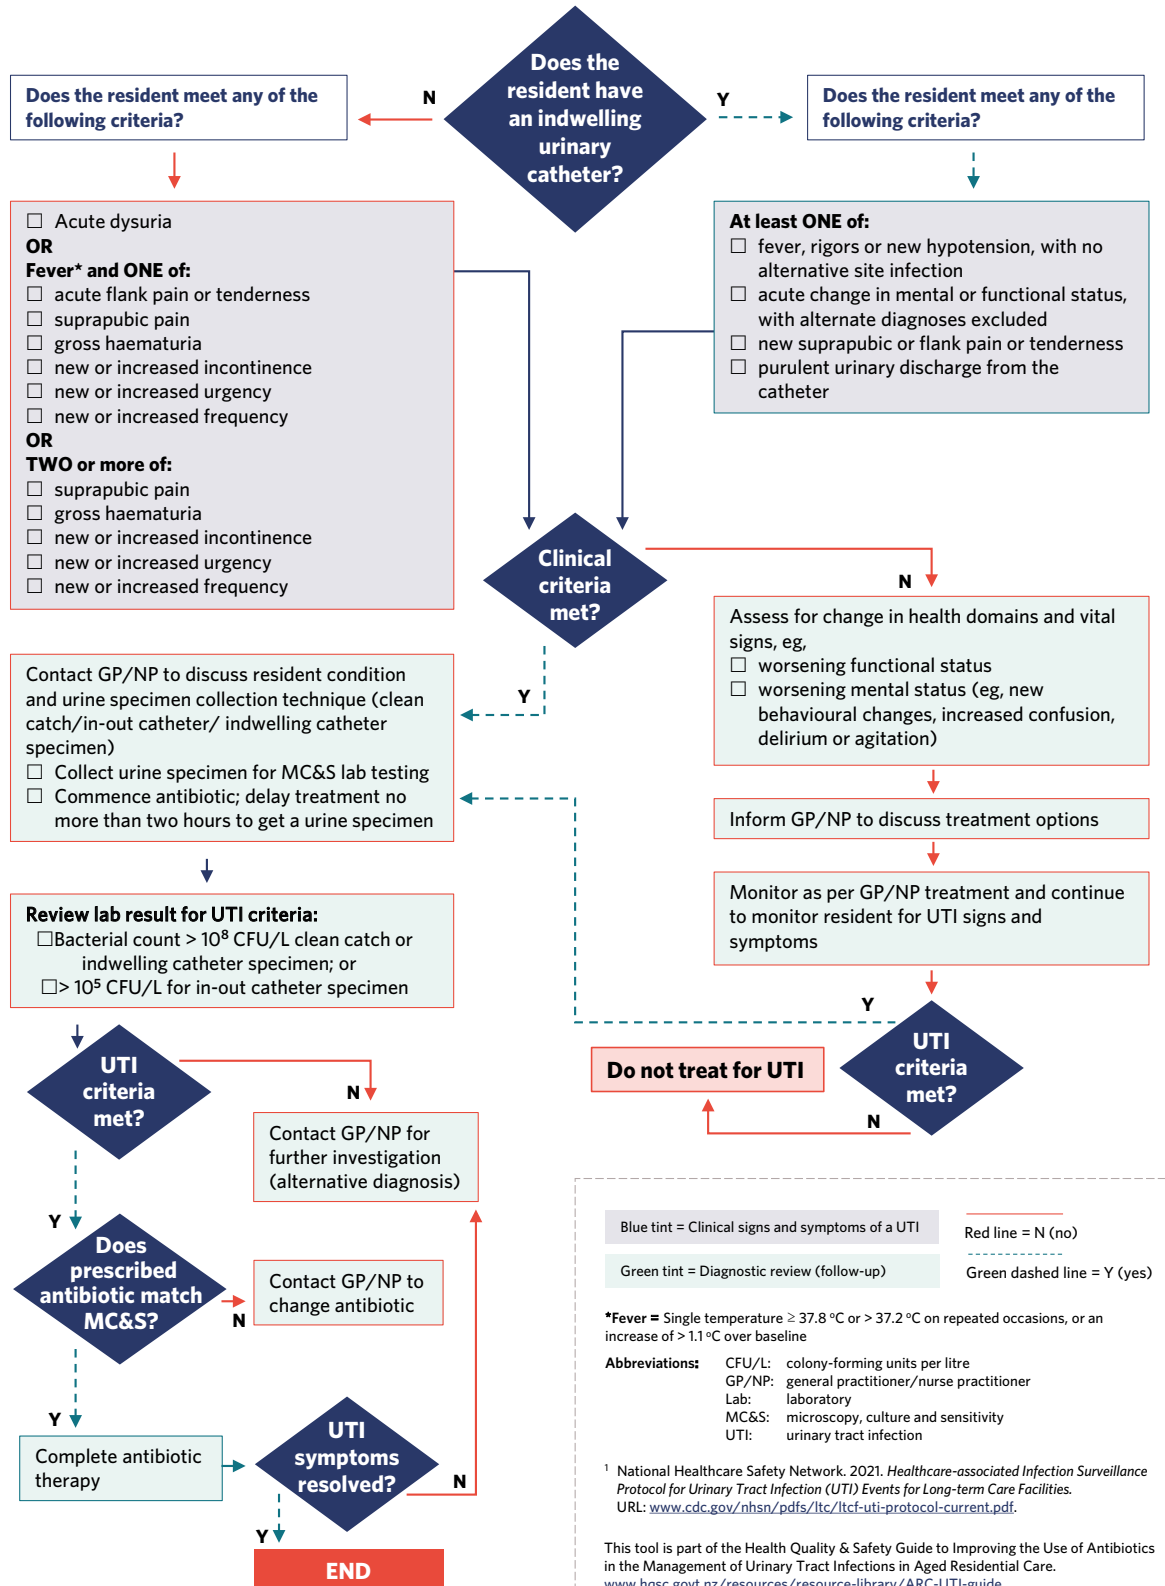 Does the
resident have
an indwelling
urinary
catheter?
N
Y
Does the resident meet any of the
following criteria?
Does the resident meet any of the
following criteria?
☐ Acute dysuria
OR
Fever* and ONE of:
☐ acute flank pain or tenderness
☐ suprapubic pain
☐ gross haematuria
☐ new or increased incontinence
☐ new or increased urgency
☐ new or increased frequency
OR
TWO or more of:
☐ suprapubic pain
☐ gross haematuria
☐ new or increased incontinence
☐ new or increased urgency
☐ new or increased frequency
At least ONE of:
☐ fever, rigors or new hypotension, with no
alternative site infection
☐ acute change in mental or functional status,
with alternate diagnoses excluded
☐ new suprapubic or flank pain or tenderness
☐ purulent urinary discharge from the
catheter
Clinical
criteria
met?
N
Y
Assess for change in health domains and vital
signs, eg,
☐ worsening functional status
☐ worsening mental status (eg, new
behavioural changes, increased confusion,
delirium or agitation)
Inform GP/NP to discuss treatment options
Monitor as per GP/NP treatment and continue
to monitor resident for UTI signs and
symptoms
Y
UTI
criteria
met?
N
Do not treat for UTI
Contact GP/NP to discuss resident condition
and urine specimen collection technique (clean
catch/in-out catheter/ indwelling catheter
specimen)
☐ Collect urine specimen for MC&S lab testing
☐ Commence antibiotic; delay treatment no
more than two hours to get a urine specimen
Review lab result for UTI criteria:
☐Bacterial count > 10⁸ CFU/L clean catch or
indwelling catheter specimen; or
☐> 10⁵ CFU/L for in-out catheter specimen
UTI
criteria
met?
N
Y
Contact GP/NP for
further investigation
(alternative diagnosis)
Does
prescribed
antibiotic match
MC&S?
N
Y
Contact GP/NP to
change antibiotic
Complete antibiotic
therapy
UTI
symptoms
resolved?
N
Y
END
Blue tint = Clinical signs and symptoms of a UTI
Red line = N (no)
Green tint = Diagnostic review (follow-up)
Green dashed line = Y (yes)
*Fever = Single temperature ≥ 37.8 °C or > 37.2 °C on repeated occasions, or an
increase of > 1.1 °C over baseline
Abbreviations: CFU/L: colony-forming units per litre
GP/NP: general practitioner/nurse practitioner
Lab: laboratory
MC&S: microscopy, culture and sensitivity
UTI: urinary tract infection
¹ National Healthcare Safety Network. 2021. Healthcare-associated Infection Surveillance
Protocol for Urinary Tract Infection (UTI) Events for Long-term Care Facilities.
URL: www.cdc.gov/nhsn/pdfs/ltc/ltcf-uti-protocol-current.pdf.
This tool is part of the Health Quality & Safety Guide to Improving the Use of Antibiotics
in the Management of Urinary Tract Infections in Aged Residential Care.
www.hqsc.govt.nz/resources/resource-library/ARC-UTI-guide